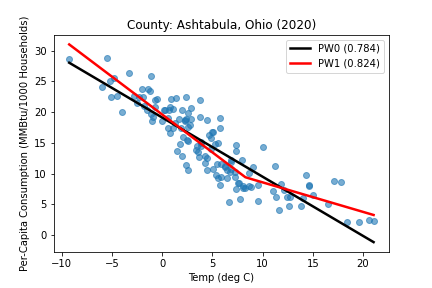 County: Ashtabula, Ohio (2020)
PW0 (0.784)
PW1 (0.824)
Per-Capita Consumption (MMBtu/1000 Households)
30
25
20
15
10
5
0
−10 −5 0 5 10 15 20
Temp (deg C)